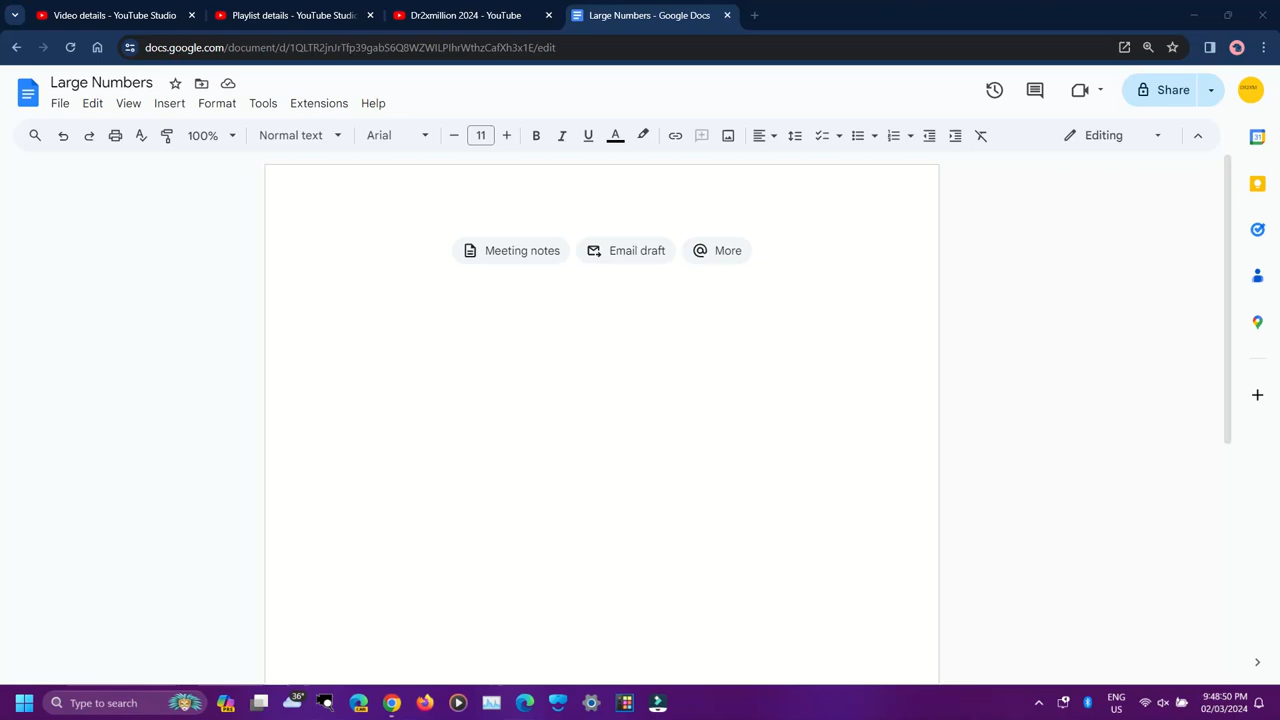 Video details - YouTube Studio
Playlist details - YouTube Studio
Dr2xmillion 2024 - YouTube
Large Numbers - Google Docs
docs.google.com/document/d/1QLTR2jnJrTfp39gabS6Q8WZWILPIhrWthzCafXh3x1E/edit
Large Numbers
File Edit View Insert Format Tools Extensions Help
Share
100% Normal text Arial 11 B I U A Editing
Meeting notes Email draft More
Type to search
36°
ENG
US
9:48:50 PM
02/03/2024